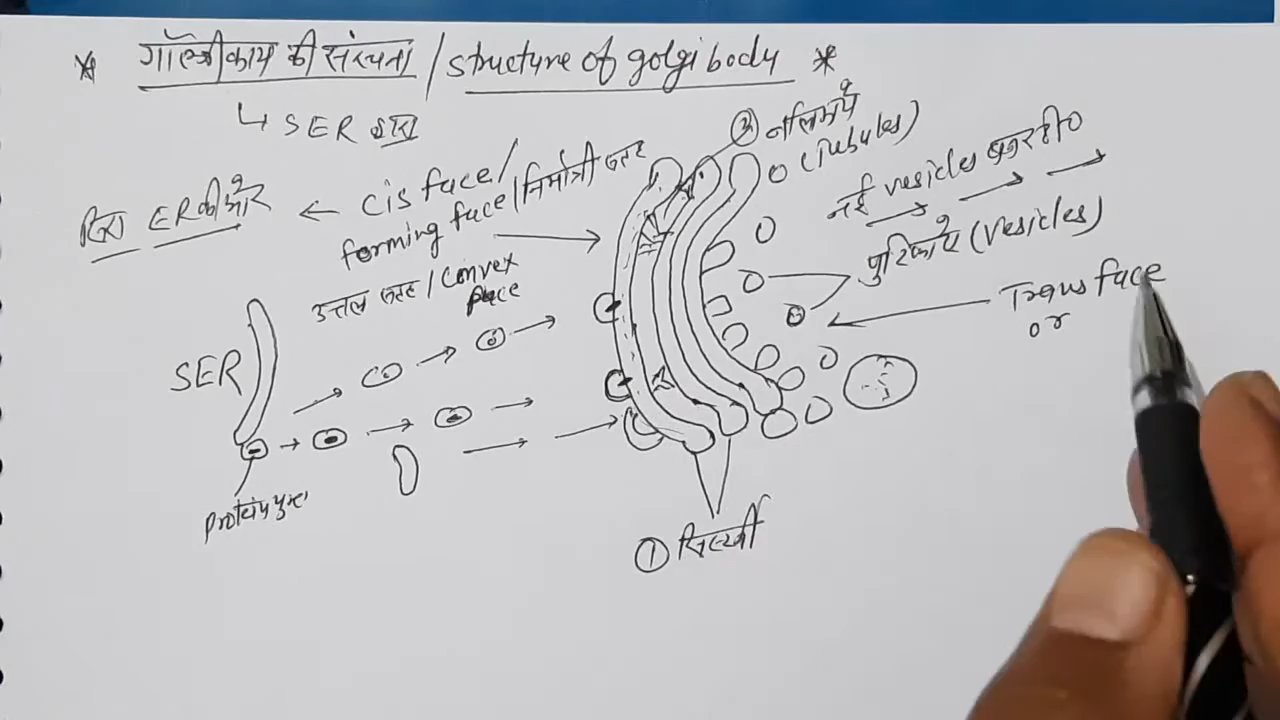 * गॉल्जीकाय की संरचना / structure of golgi body *
↳ SER द्वारा
③ नलिकाएँ
(Tubules)
cis face/
forming face/निर्माणी सतह
ER की ओर
उत्तल सतह / Convex
face
नई vesicles बनाती
पुटिकाएँ (vesicles)
Trans face
or
SER
① सिस्टर्नी